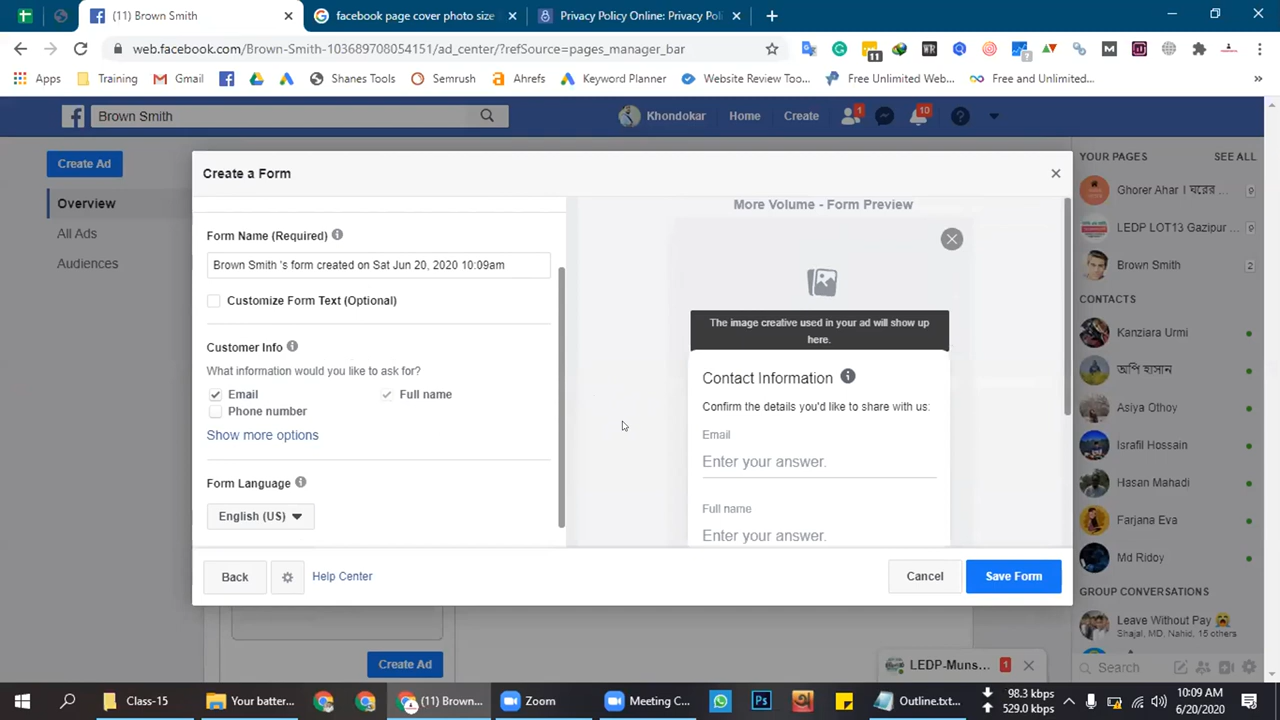 (11) Brown Smith
facebook page cover photo size
Privacy Policy Online: Privacy Poli
web.facebook.com/Brown-Smith-103689708054151/ad_center/?refSource=pages_manager_bar
11
Apps
Training
Gmail
Shanes Tools
Semrush
Ahrefs
Keyword Planner
Website Review Too...
Free Unlimited Web...
Free and Unlimited...
Brown Smith
Khondokar
Home
Create
1
10
Create Ad
Overview
All Ads
Audiences
Create a Form
More Volume - Form Preview
Form Name (Required)
Brown Smith 's form created on Sat Jun 20, 2020 10:09am
Customize Form Text (Optional)
The image creative used in your ad will show up
here.
Customer Info
What information would you like to ask for?
Email
Full name
Phone number
Show more options
Form Language
English (US)
Contact Information
Confirm the details you'd like to share with us:
Email
Enter your answer.
Full name
Enter your answer.
Back
Help Center
Cancel
Save Form
Create Ad
YOUR PAGES
SEE ALL
Ghorer Ahar । ঘরের ...
9
LEDP LOT13 Gazipur ...
9
Brown Smith
2
CONTACTS
Kanziara Urmi
অর্পি হাসান
Asiya Othoy
Israfil Hossain
Hasan Mahadi
Farjana Eva
Md Ridoy
GROUP CONVERSATIONS
Leave Without Pay
Shajal, MD, Nahid, 15 others
LEDP-Muns...
1
Search
Class-15
Your batter...
(11) Brown...
Zoom
Meeting C...
Ps
Outline.txt...
98.3 kbps
529.0 kbps
10:09 AM
6/20/2020